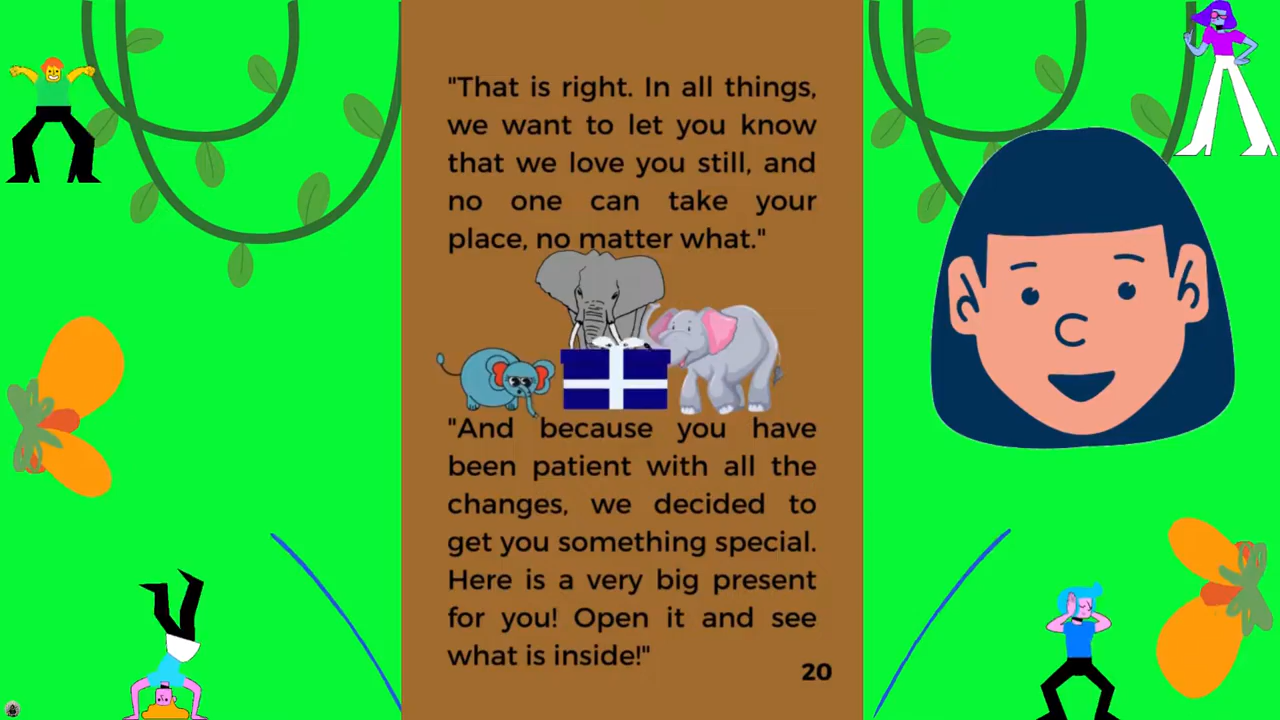 "That is right. In all things,
we want to let you know
that we love you still, and
no one can take your
place, no matter what."
"And because you have
been patient with all the
changes, we decided to
get you something special.
Here is a very big present
for you! Open it and see
what is inside!"
20